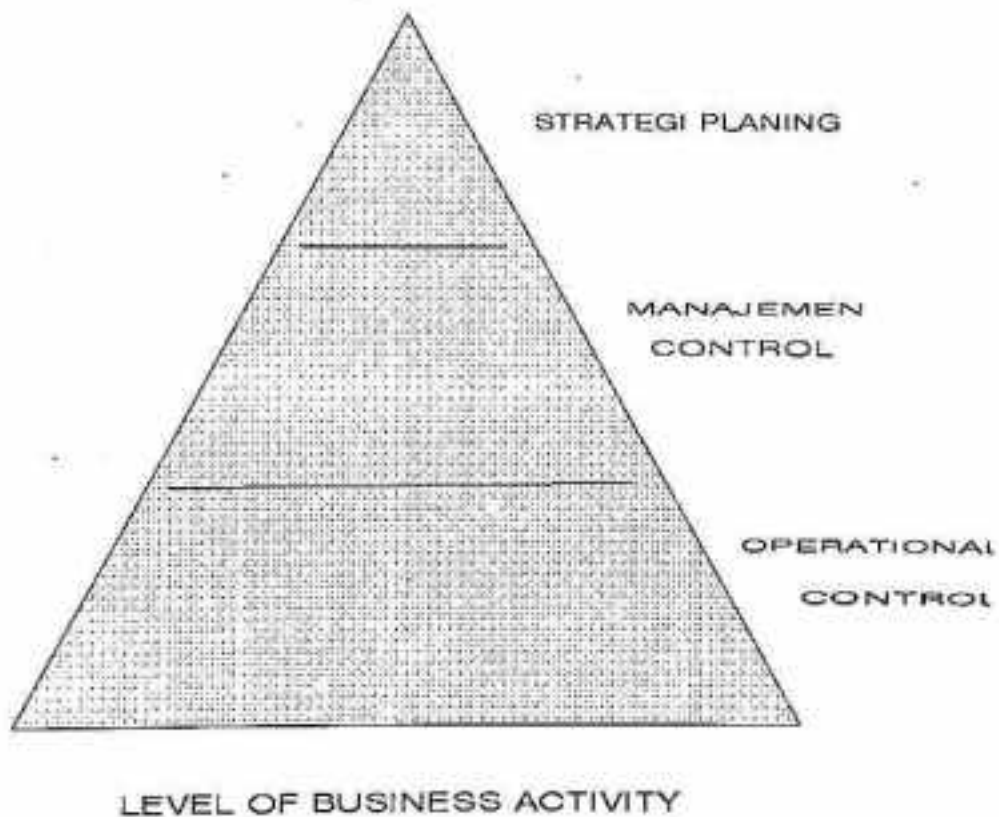 STRATEGI PLANING
MANAJEMEN
CONTROL
OPERATIONAL
CONTROL
LEVEL OF BUSINESS ACTIVITY